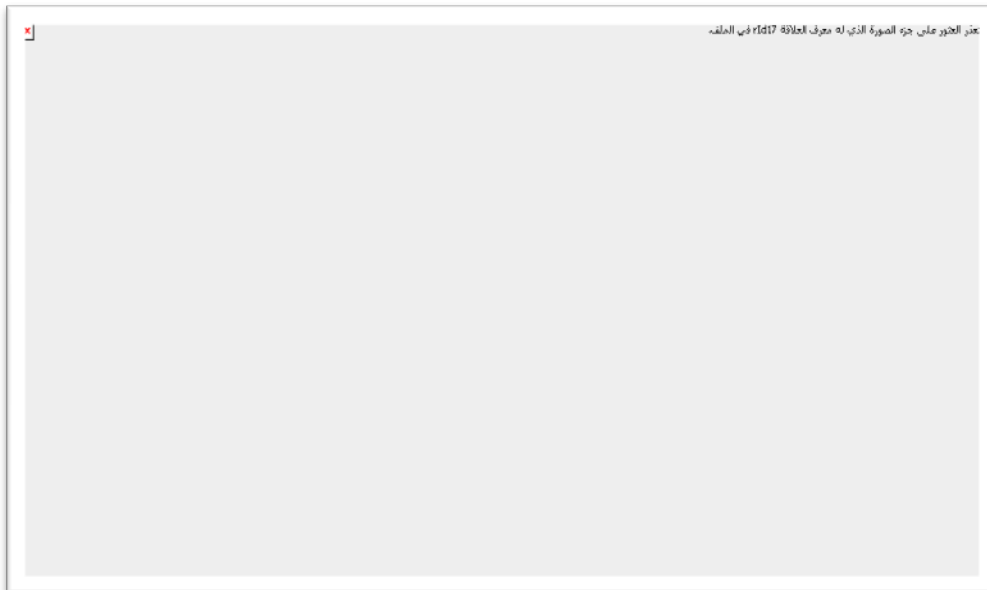 تعذر العثور على جزء الصورة الذي له معرف العلاقة rId17 في الملف.